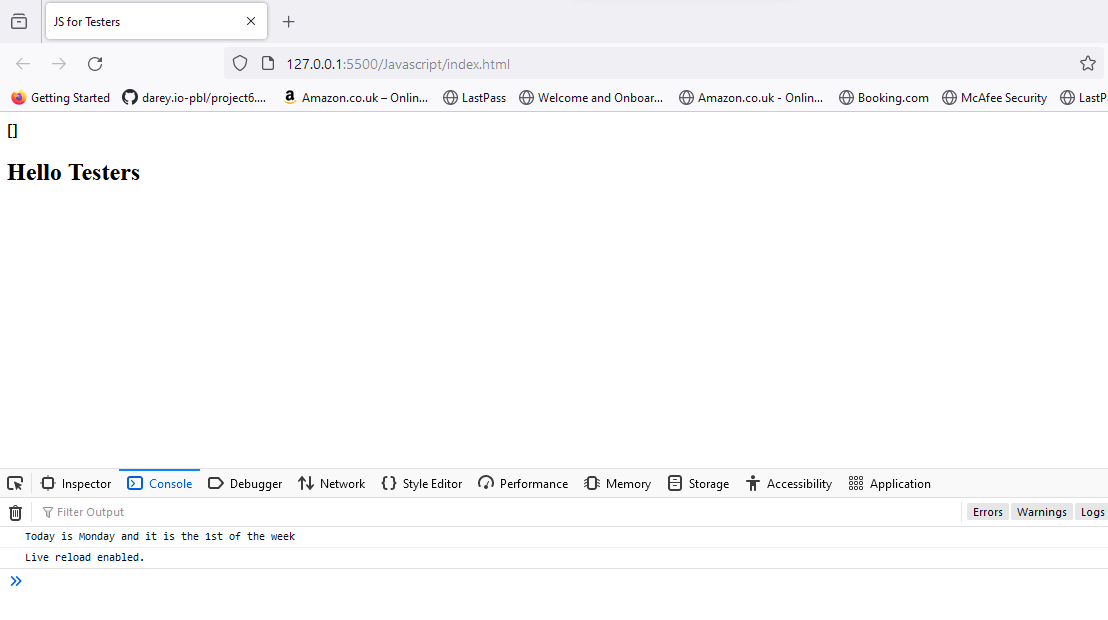 JS for Testers
127.0.0.1:5500/Javascript/index.html
Getting Started darey.io-pbl/project6.... Amazon.co.uk – Onlin... LastPass Welcome and Onboar... Amazon.co.uk - Onlin... Booking.com McAfee Security LastP
[]
Hello Testers
Inspector Console Debugger Network Style Editor Performance Memory Storage Accessibility Application
Filter Output Errors Warnings Logs
Today is Monday and it is the 1st of the week
Live reload enabled.